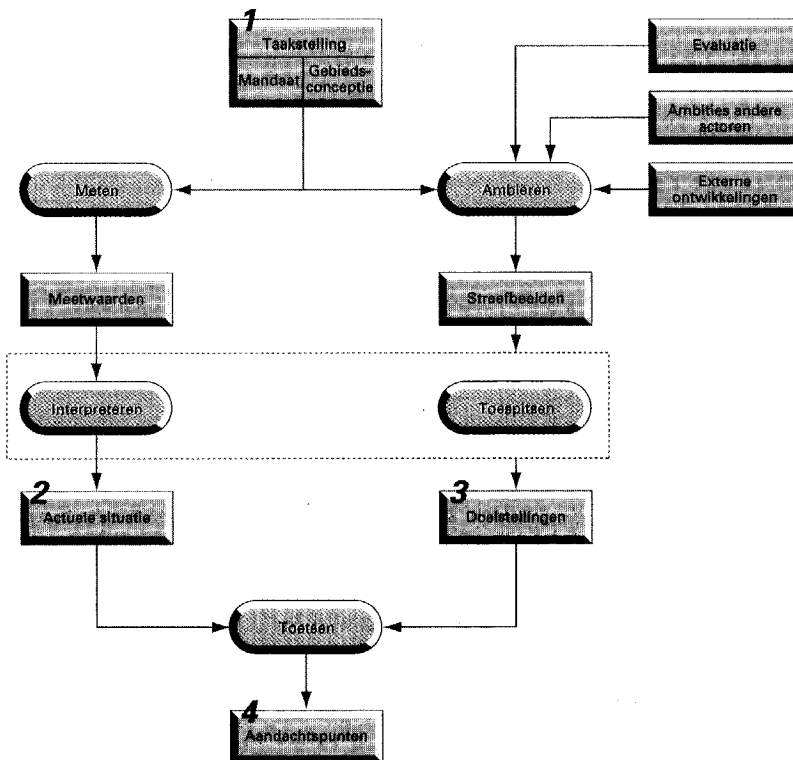 1
Taakstelling
Mandaat
Gebieds-
conceptie
Evaluatie
Ambities andere
actoren
Externe
ontwikkelingen
Meten
Ambiëren
Meetwaarden
Streefbeelden
Interpreteren
Toespitsen
2
Actuele situatie
3
Doelstellingen
Toetsen
4
Aandachtspunten